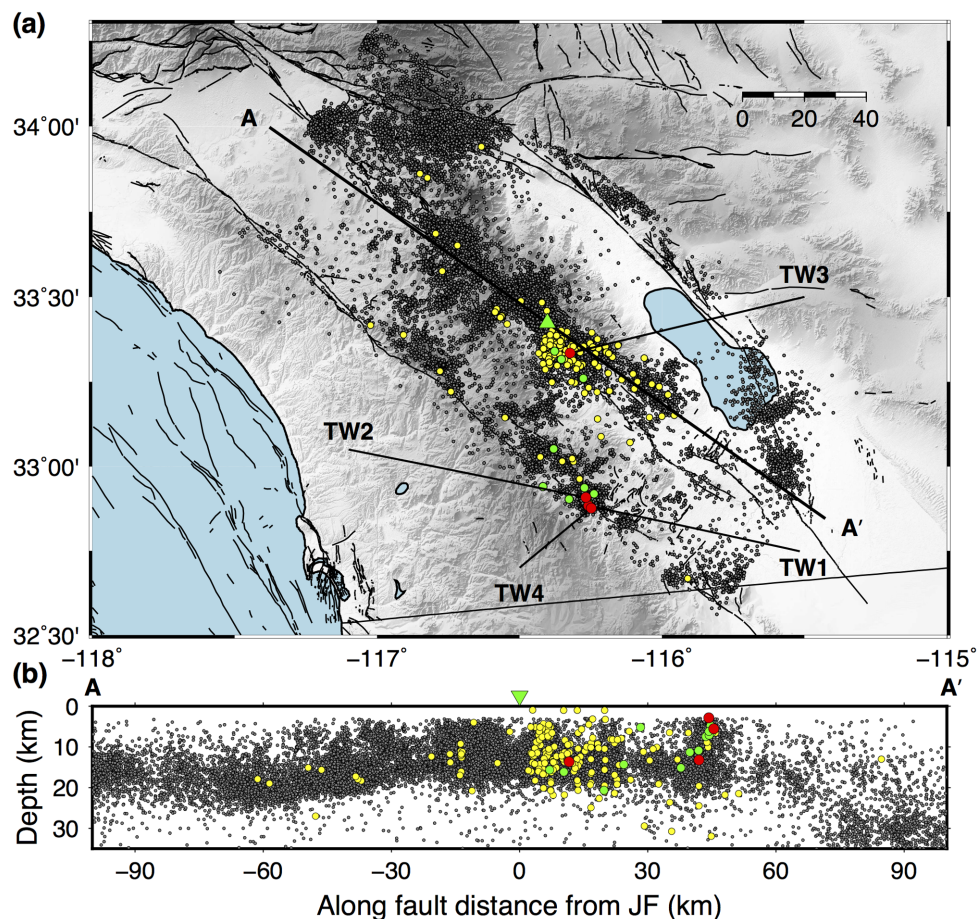 (a)
34°00'
33°30'
33°00'
32°30'
A
0 20 40
TW3
TW2
A'
TW4
TW1
−118° −117° −116° −115°
(b)
A A'
Depth (km)
0
10
20
30
−90 −60 −30 0 30 60 90
Along fault distance from JF (km)